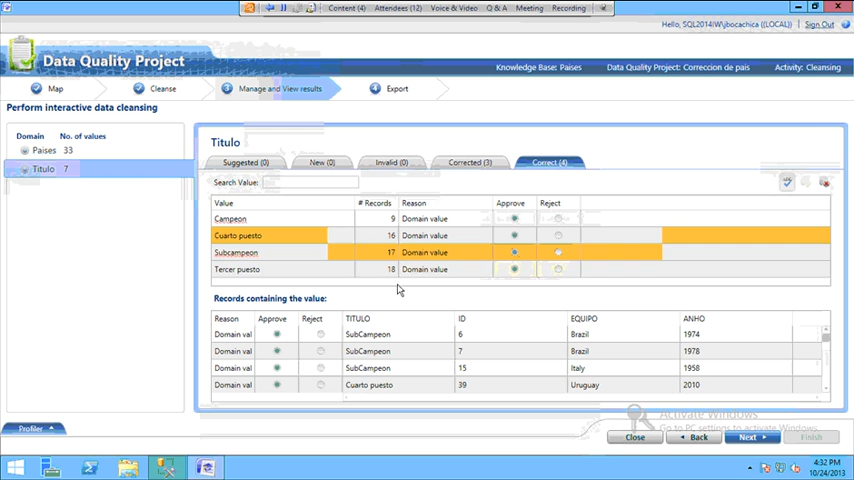 Content (4) Attendees (12) Voice & Video Q & A Meeting Recording
Hello, SQL2014\W\jbocachica ((LOCAL)) Sign Out
Data Quality Project
Knowledge Base: Paises Data Quality Project: Correccion de pais Activity: Cleansing
Map Cleanse 3 Manage and View results 4 Export
Perform interactive data cleansing
Domain No. of values
Paises 33
Titulo 7
Titulo
Suggested (0) New (0) Invalid (0) Corrected (3) Correct (4)
Search Value:
Value # Records Reason Approve Reject
Campeon 9 Domain value
Cuarto puesto 16 Domain value
Subcampeon 17 Domain value
Tercer puesto 18 Domain value
Records containing the value:
Reason Approve Reject TITULO ID EQUIPO ANHO
Domain val SubCampeon 6 Brazil 1974
Domain val SubCampeon 7 Brazil 1978
Domain val SubCampeon 15 Italy 1958
Domain val Cuarto puesto 39 Uruguay 2010
Activate Windows
Go to PC settings to activate Windows.
Profiler
Close Back Next Finish
4:32 PM
10/24/2013